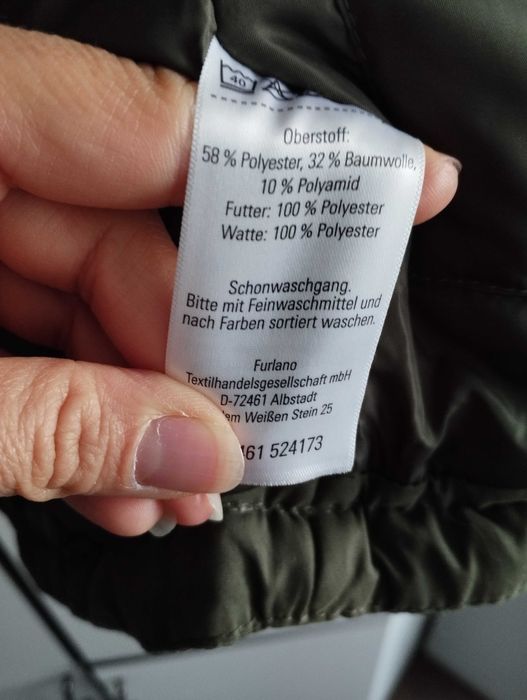 40
Oberstoff:
58 % Polyester, 32 % Baumwolle,
10 % Polyamid
Futter: 100 % Polyester
Watte: 100 % Polyester
Schonwaschgang.
Bitte mit Feinwaschmittel und
nach Farben sortiert waschen.
Furlano
Textilhandelsgesellschaft mbH
D-72461 Albstadt
Weißen Stein 25
524173